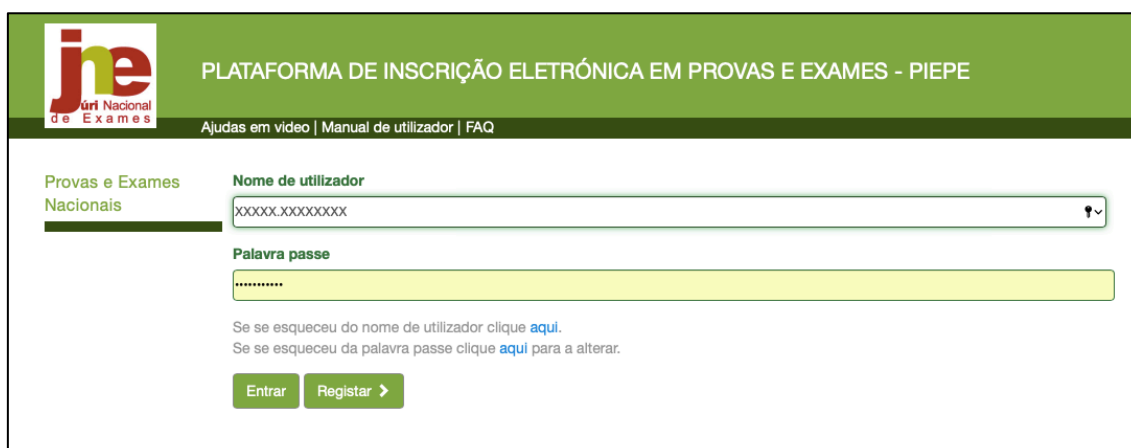 jne
Júri Nacional
de Exames
PLATAFORMA DE INSCRIÇÃO ELETRÓNICA EM PROVAS E EXAMES - PIEPE
Ajudas em video | Manual de utilizador | FAQ
Provas e Exames
Nacionais
Nome de utilizador
XXXXX.XXXXXXXX
Palavra passe
•••••••••••
Se se esqueceu do nome de utilizador clique aqui.
Se se esqueceu da palavra passe clique aqui para a alterar.
Entrar
Registar